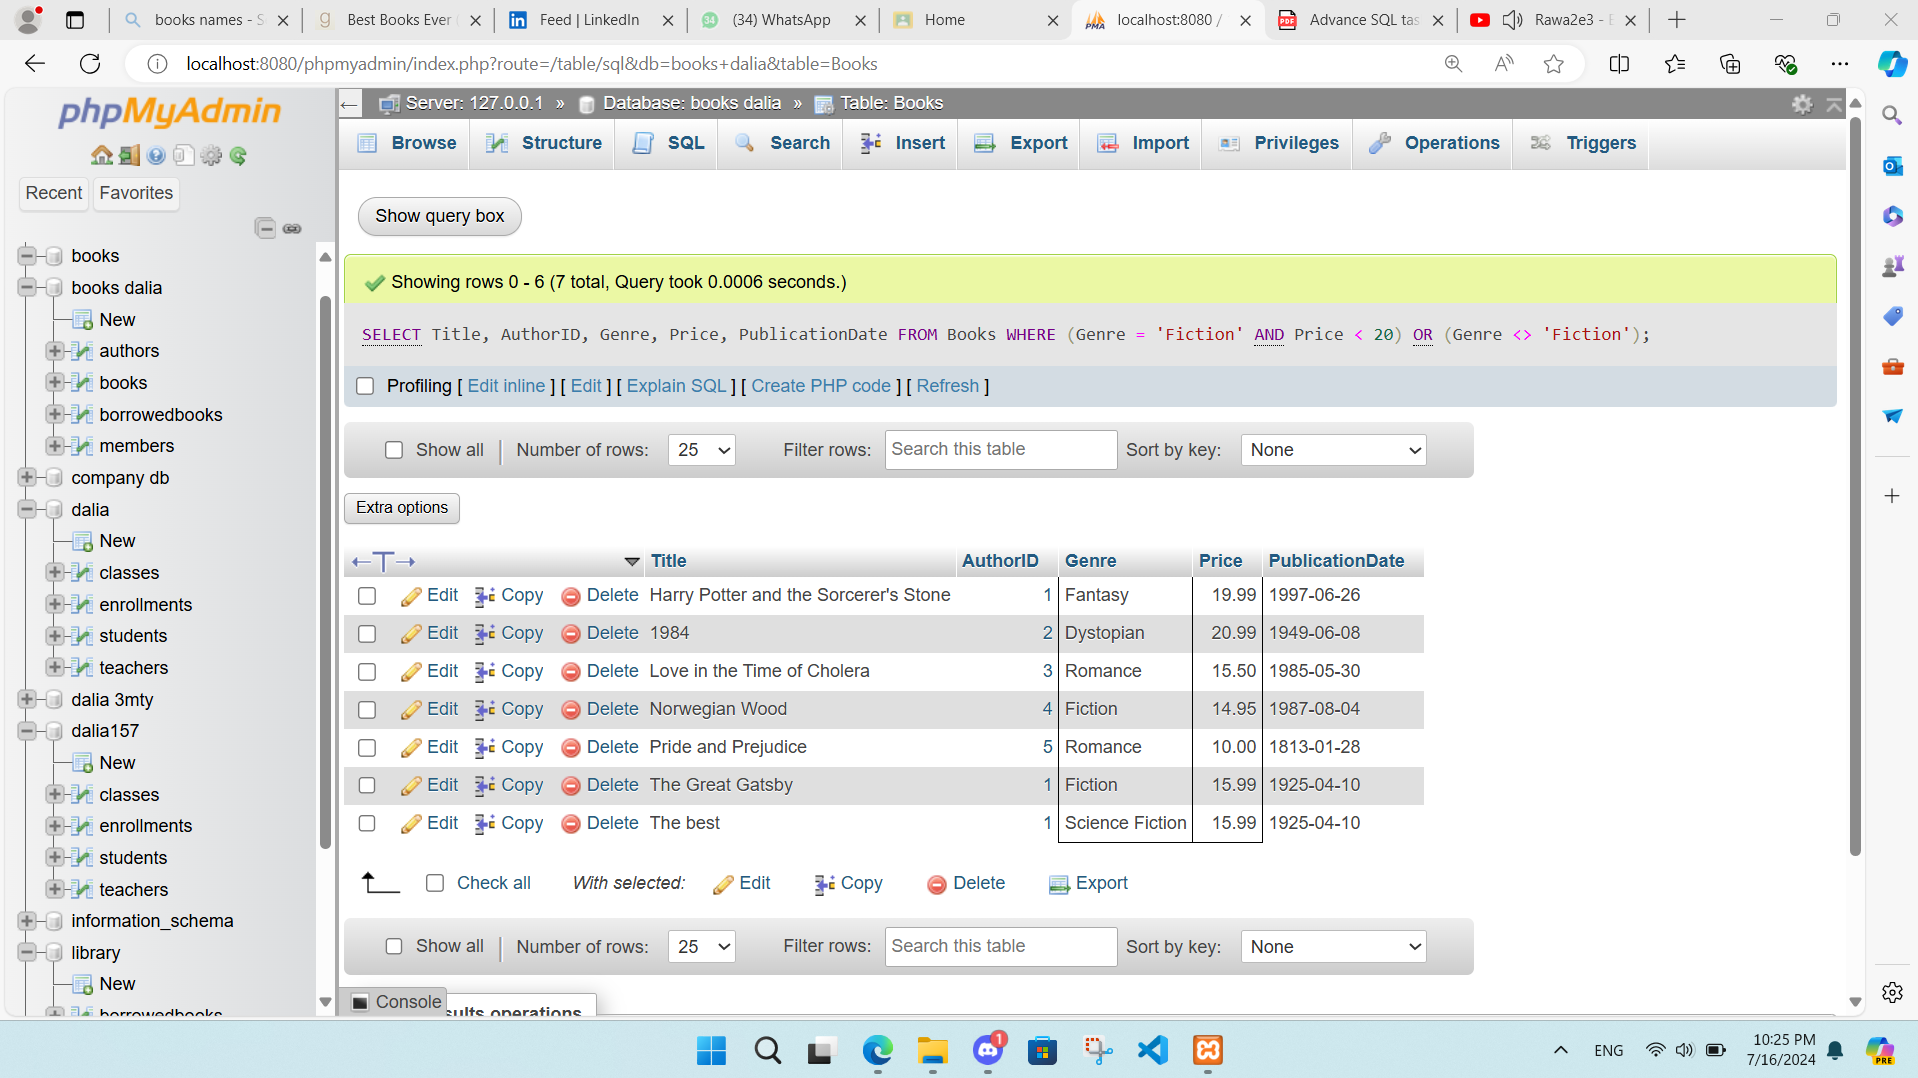 books names - S
Best Books Ever
Feed | LinkedIn
(34) WhatsApp
Home
localhost:8080 /
Advance SQL tas
Rawa2e3 -
localhost:8080/phpmyadmin/index.php?route=/table/sql&db=books+dalia&table=Books
phpMyAdmin
Recent
Favorites
books
books dalia
New
authors
books
borrowedbooks
members
company db
dalia
New
classes
enrollments
students
teachers
dalia 3mty
dalia157
New
classes
enrollments
students
teachers
information_schema
library
New
borrowedbooks
Server: 127.0.0.1 » Database: books dalia » Table: Books
Browse Structure SQL Search Insert Export Import Privileges Operations Triggers
Show query box
Showing rows 0 - 6 (7 total, Query took 0.0006 seconds.)
SELECT Title, AuthorID, Genre, Price, PublicationDate FROM Books WHERE (Genre = 'Fiction' AND Price < 20) OR (Genre <> 'Fiction');
Profiling [ Edit inline ] [ Edit ] [ Explain SQL ] [ Create PHP code ] [ Refresh ]
Show all | Number of rows: 25 Filter rows: Search this table Sort by key: None
Extra options
←T→ Title AuthorID Genre Price PublicationDate
Edit Copy Delete Harry Potter and the Sorcerer's Stone 1 Fantasy 19.99 1997-06-26
Edit Copy Delete 1984 2 Dystopian 20.99 1949-06-08
Edit Copy Delete Love in the Time of Cholera 3 Romance 15.50 1985-05-30
Edit Copy Delete Norwegian Wood 4 Fiction 14.95 1987-08-04
Edit Copy Delete Pride and Prejudice 5 Romance 10.00 1813-01-28
Edit Copy Delete The Great Gatsby 1 Fiction 15.99 1925-04-10
Edit Copy Delete The best 1 Science Fiction 15.99 1925-04-10
Check all With selected: Edit Copy Delete Export
Show all | Number of rows: 25 Filter rows: Search this table Sort by key: None
Console
sults operations
1
ENG
10:25 PM
7/16/2024
PRE